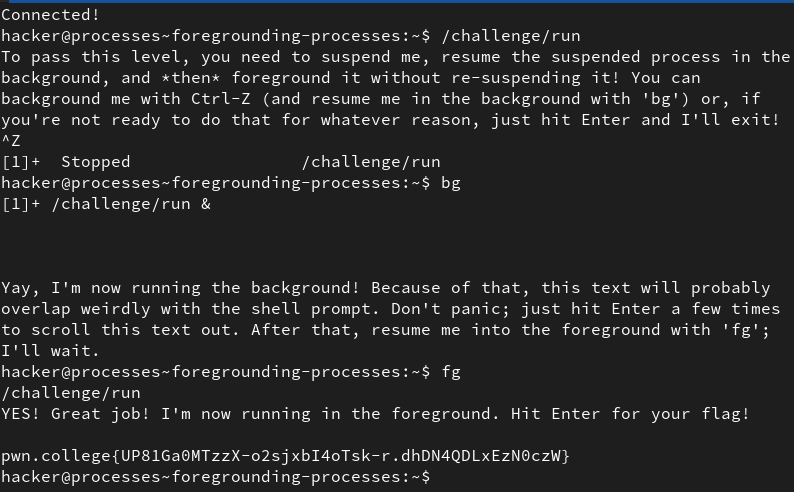 Connected!
hacker@processes~foregrounding-processes:~$ /challenge/run
To pass this level, you need to suspend me, resume the suspended process in the
background, and *then* foreground it without re-suspending it! You can
background me with Ctrl-Z (and resume me in the background with 'bg') or, if
you're not ready to do that for whatever reason, just hit Enter and I'll exit!
^Z
[1]+  Stopped                 /challenge/run
hacker@processes~foregrounding-processes:~$ bg
[1]+ /challenge/run &
Yay, I'm now running the background! Because of that, this text will probably
overlap weirdly with the shell prompt. Don't panic; just hit Enter a few times
to scroll this text out. After that, resume me into the foreground with 'fg';
I'll wait.
hacker@processes~foregrounding-processes:~$ fg
/challenge/run
YES! Great job! I'm now running in the foreground. Hit Enter for your flag!
pwn.college{UP81Ga0MTzzX-o2sjxbI4oTsk-r.dhDN4QDLxEzN0czW}
hacker@processes~foregrounding-processes:~$